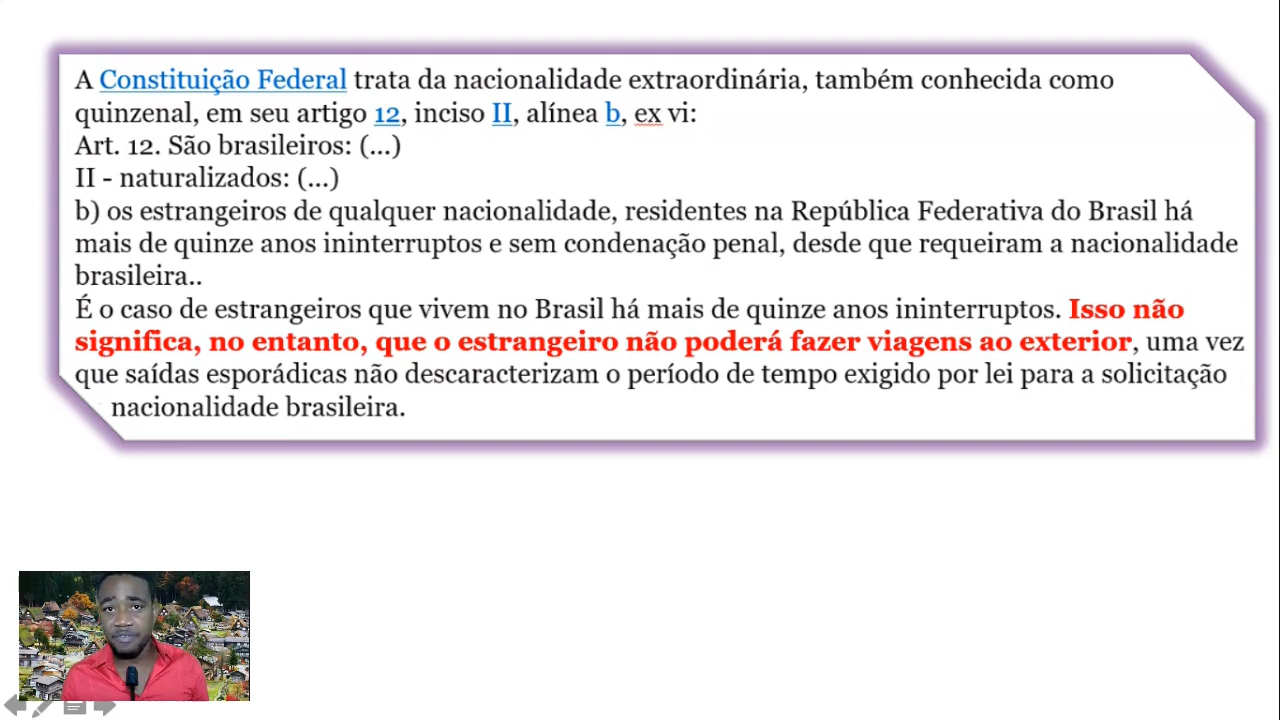 A Constituição Federal trata da nacionalidade extraordinária, também conhecida como
quinzenal, em seu artigo 12, inciso II, alínea b, ex vi:
Art. 12. São brasileiros: (...)
II - naturalizados: (...)
b) os estrangeiros de qualquer nacionalidade, residentes na República Federativa do Brasil há
mais de quinze anos ininterruptos e sem condenação penal, desde que requeiram a nacionalidade
brasileira..
É o caso de estrangeiros que vivem no Brasil há mais de quinze anos ininterruptos. Isso não
significa, no entanto, que o estrangeiro não poderá fazer viagens ao exterior, uma vez
que saídas esporádicas não descaracterizam o período de tempo exigido por lei para a solicitação
nacionalidade brasileira.